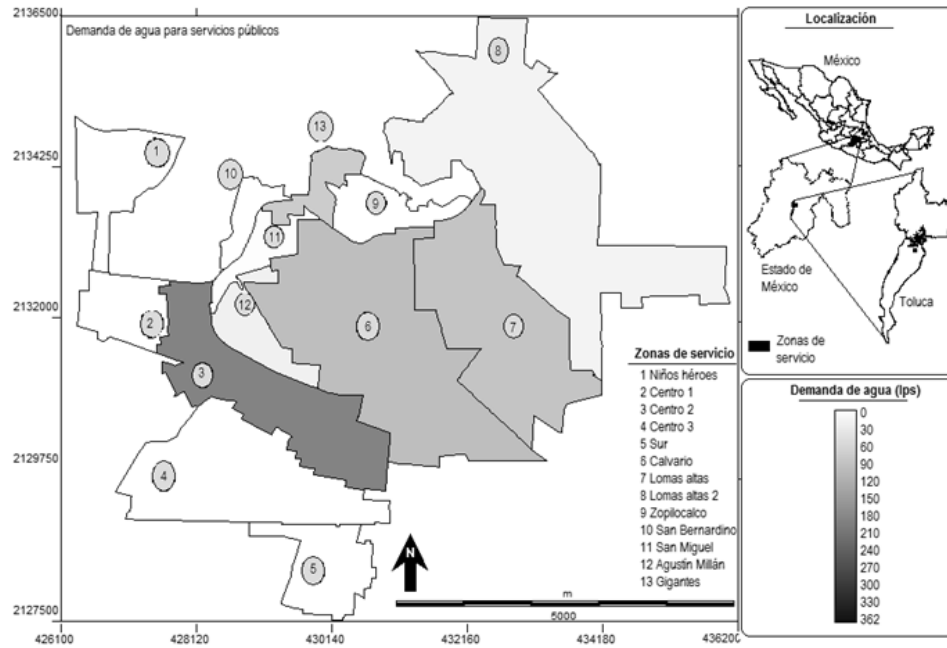 2136500
2134250
2132000
2129750
2127500
Demanda de agua para servicios públicos
8
13
1
10
9
11
12
2
6
7
3
4
5
Zonas de servicio
1 Niños héroes
2 Centro 1
3 Centro 2
4 Centro 3
5 Sur
6 Calvario
7 Lomas altas
8 Lomas altas 2
9 Zopilocalco
10 San Bernardino
11 San Miguel
12 Agustín Millán
13 Gigantes
N
m
5000
426100 428120 430140 432160 434180 436200
Localización
México
Estado de
México
Toluca
Zonas de
servicio
Demanda de agua (lps)
0
30
60
90
120
150
180
210
240
270
300
330
362